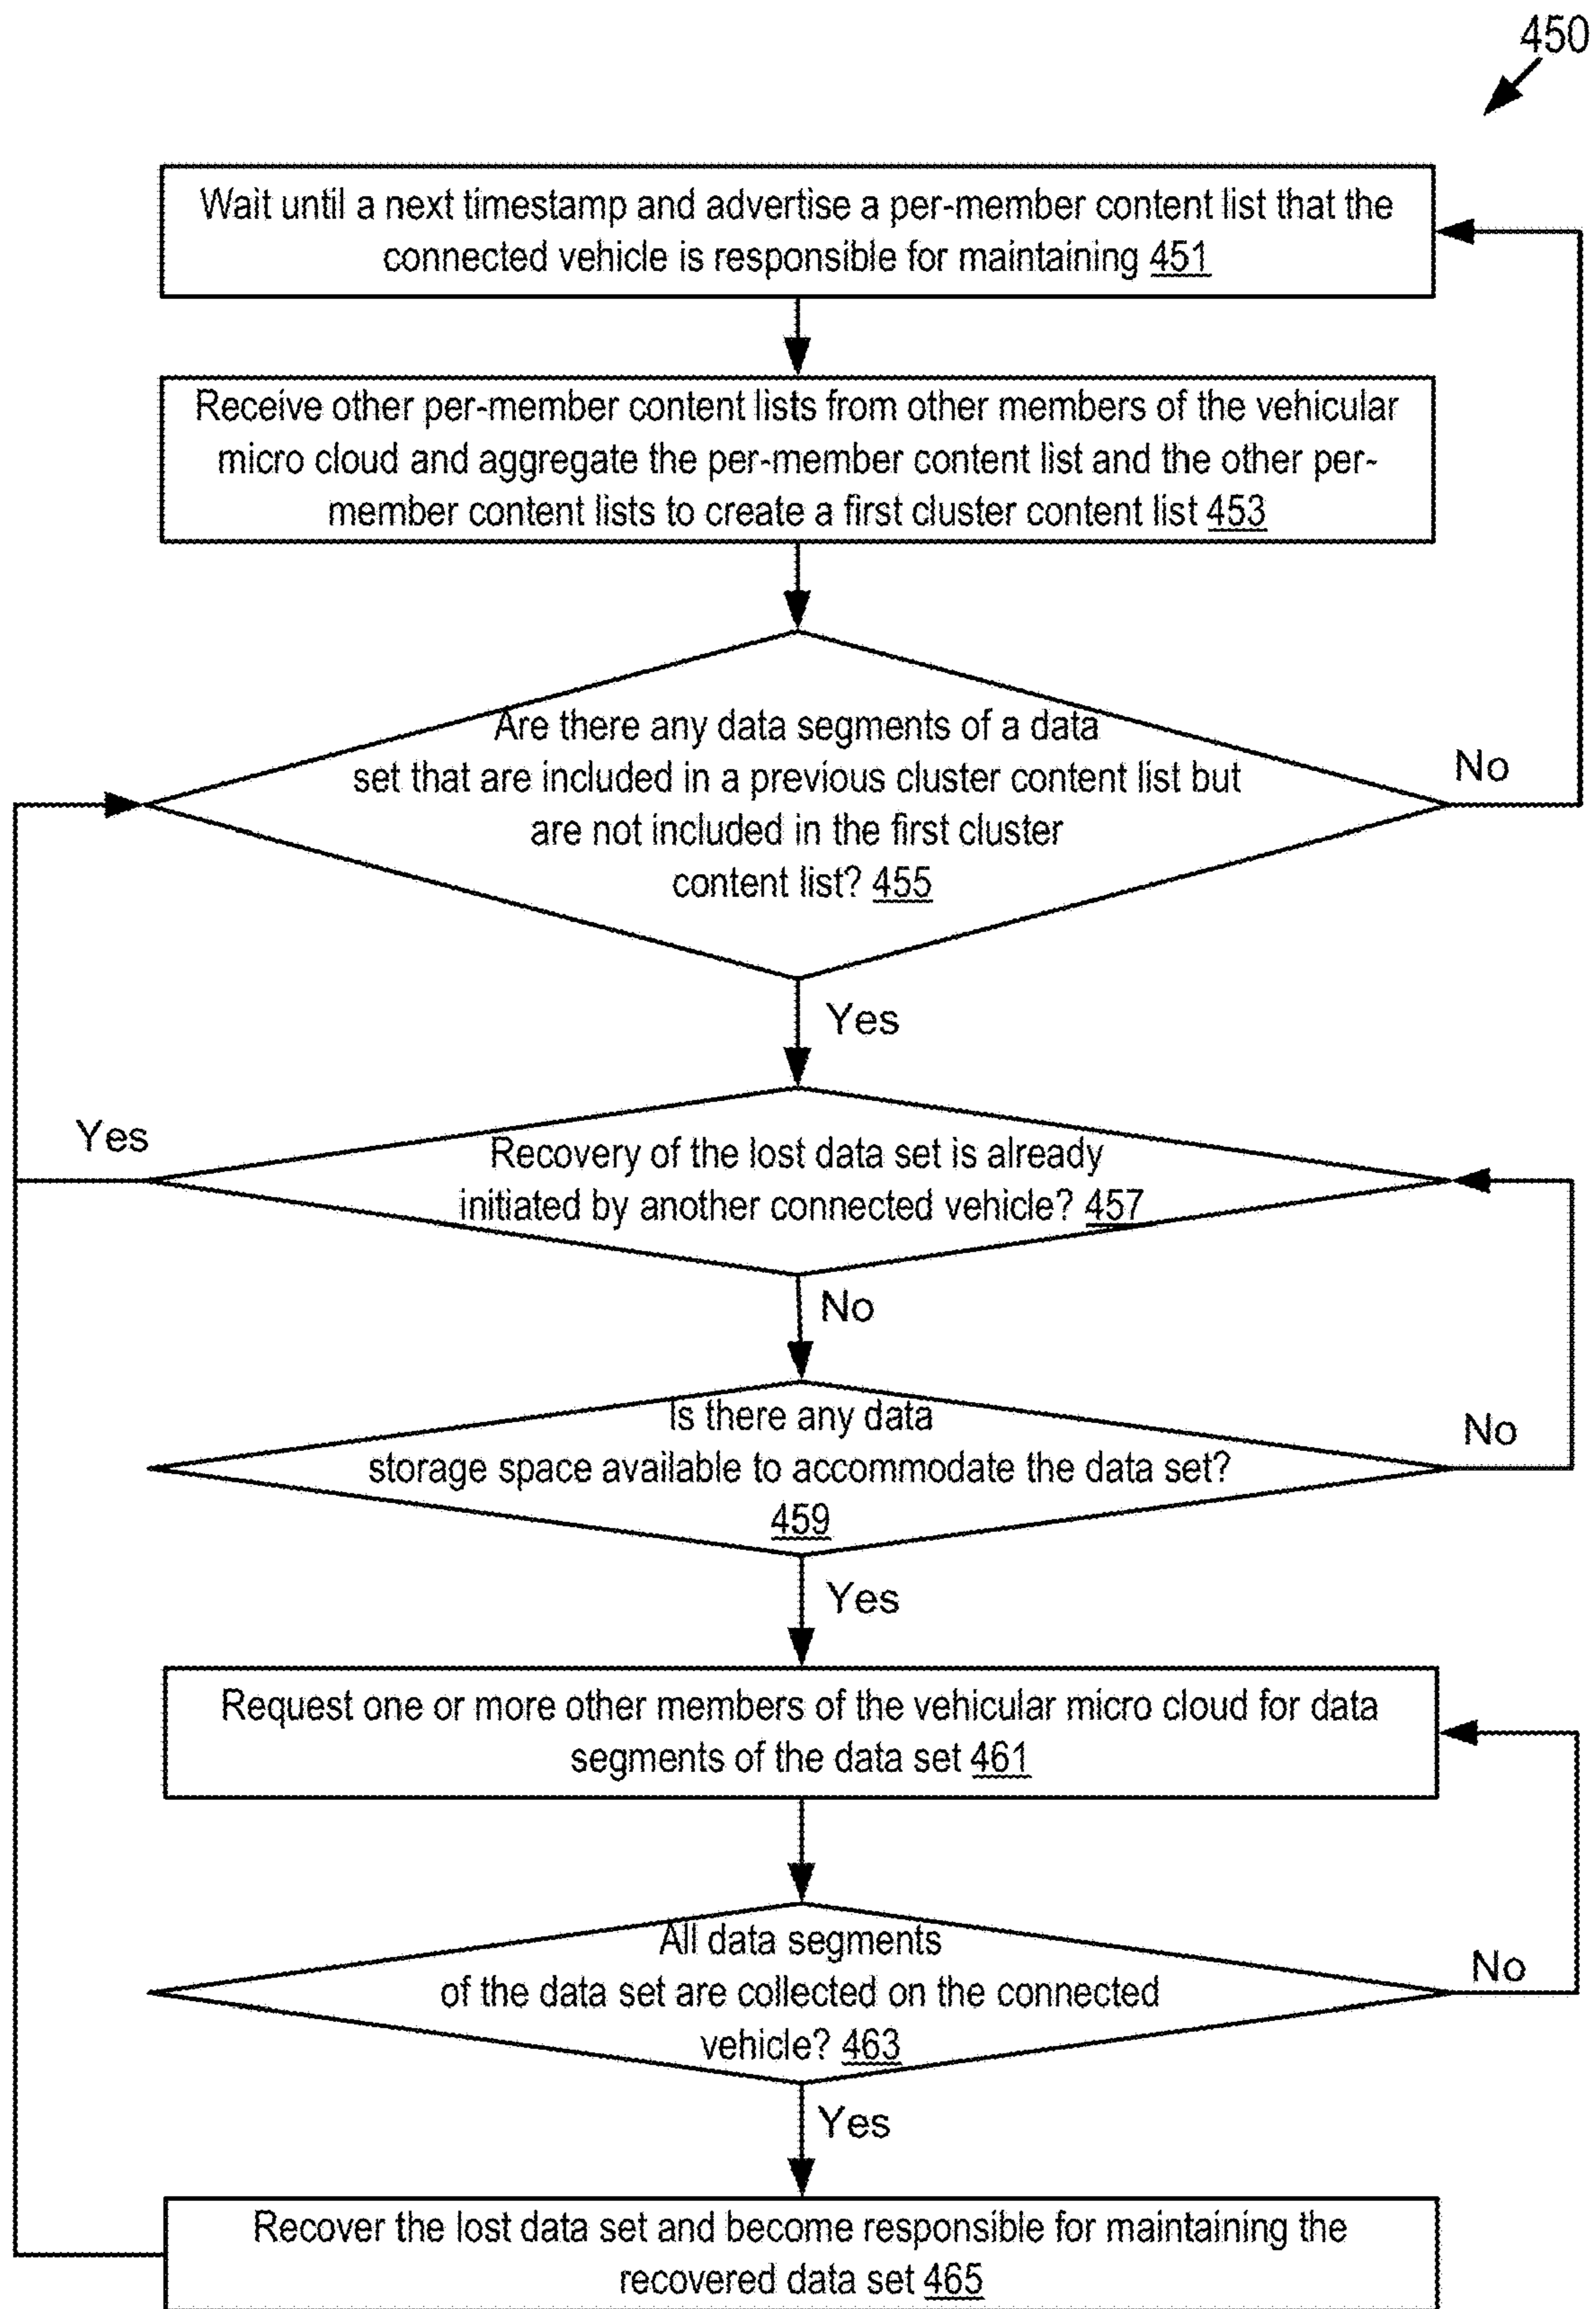 450
Wait until a next timestamp and advertise a per-member content list that the
connected vehicle is responsible for maintaining 451
Receive other per-member content lists from other members of the vehicular
micro cloud and aggregate the per-member content list and the other per-
member content lists to create a first cluster content list 453
Are there any data segments of a data
set that are included in a previous cluster content list but
are not included in the first cluster
content list? 455
No
Yes
Yes
Recovery of the lost data set is already
initiated by another connected vehicle? 457
No
Is there any data
storage space available to accommodate the data set?
459
No
Yes
Request one or more other members of the vehicular micro cloud for data
segments of the data set 461
All data segments
of the data set are collected on the connected
vehicle? 463
No
Yes
Recover the lost data set and become responsible for maintaining the
recovered data set 465